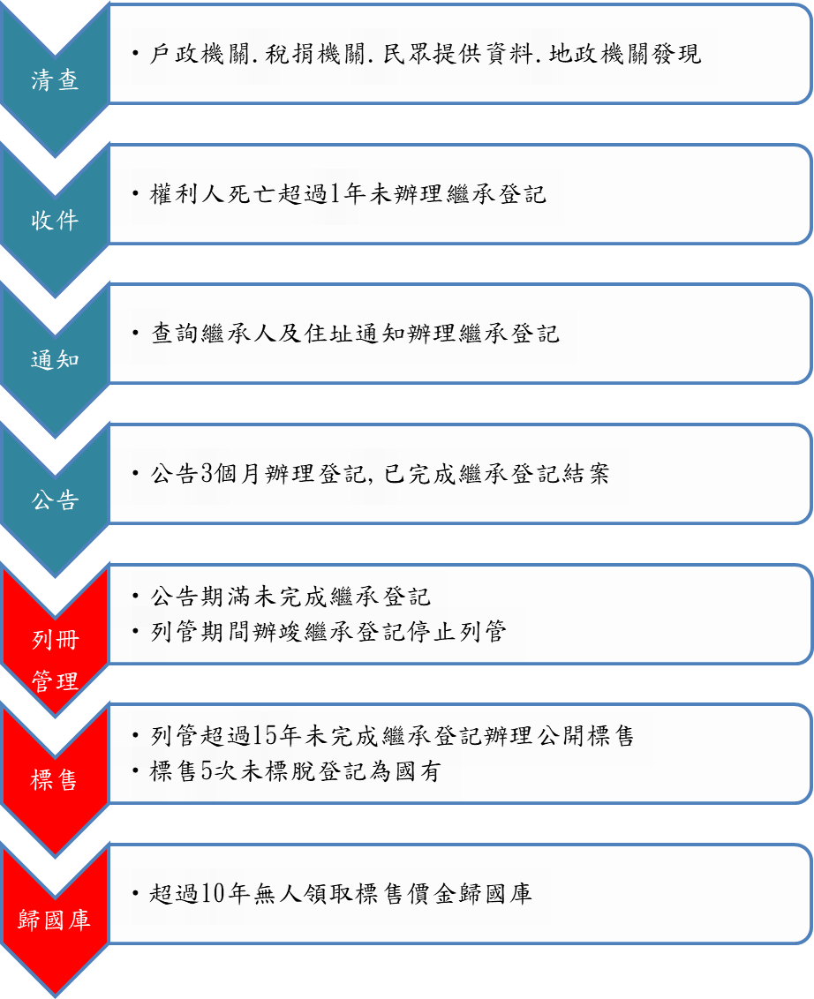 清查
・戶政機關.稅捐機關.民眾提供資料.地政機關發現
收件
・權利人死亡超過1年未辦理繼承登記
通知
・查詢繼承人及住址通知辦理繼承登記
公告
・公告3個月辦理登記,已完成繼承登記結案
列冊
管理
・公告期滿未完成繼承登記
・列管期間辦竣繼承登記停止列管
標售
・列管超過15年未完成繼承登記辦理公開標售
・標售5次未標脫登記為國有
歸國庫
・超過10年無人領取標售價金歸國庫